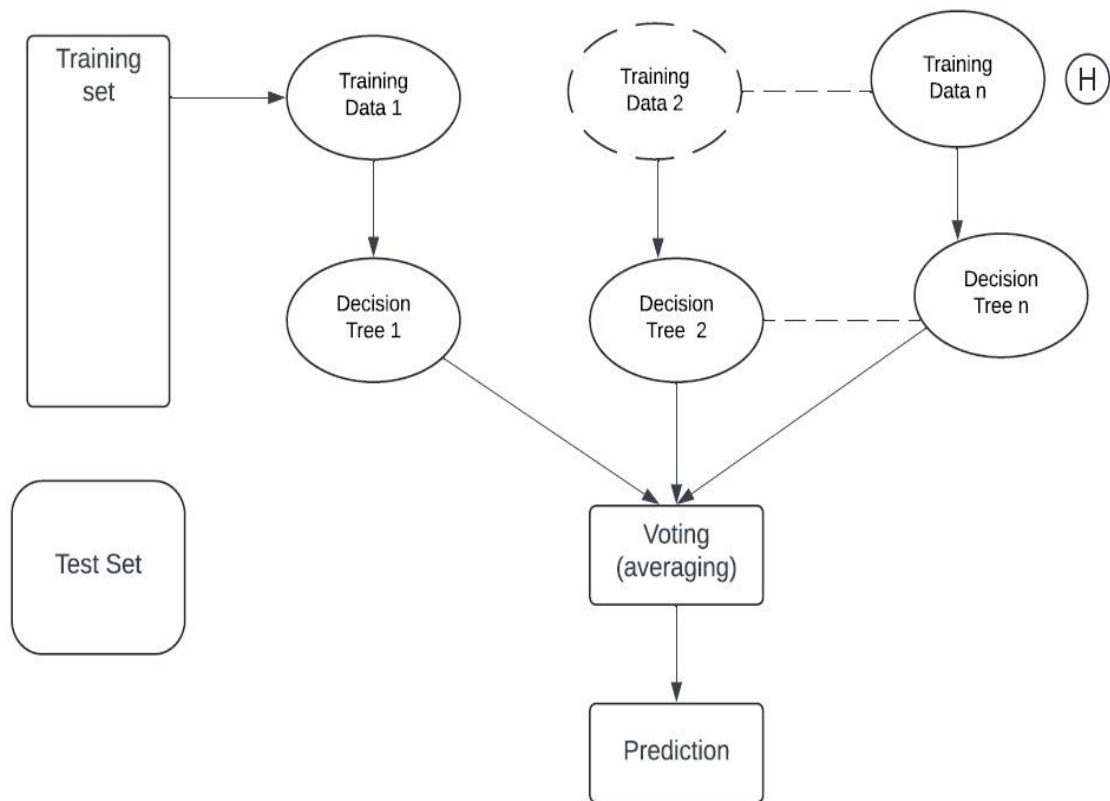 Training
set
Training
Data 1
Training
Data 2
Training
Data n
H
Decision
Tree 1
Decision
Tree 2
Decision
Tree n
Test Set
Voting
(averaging)
Prediction